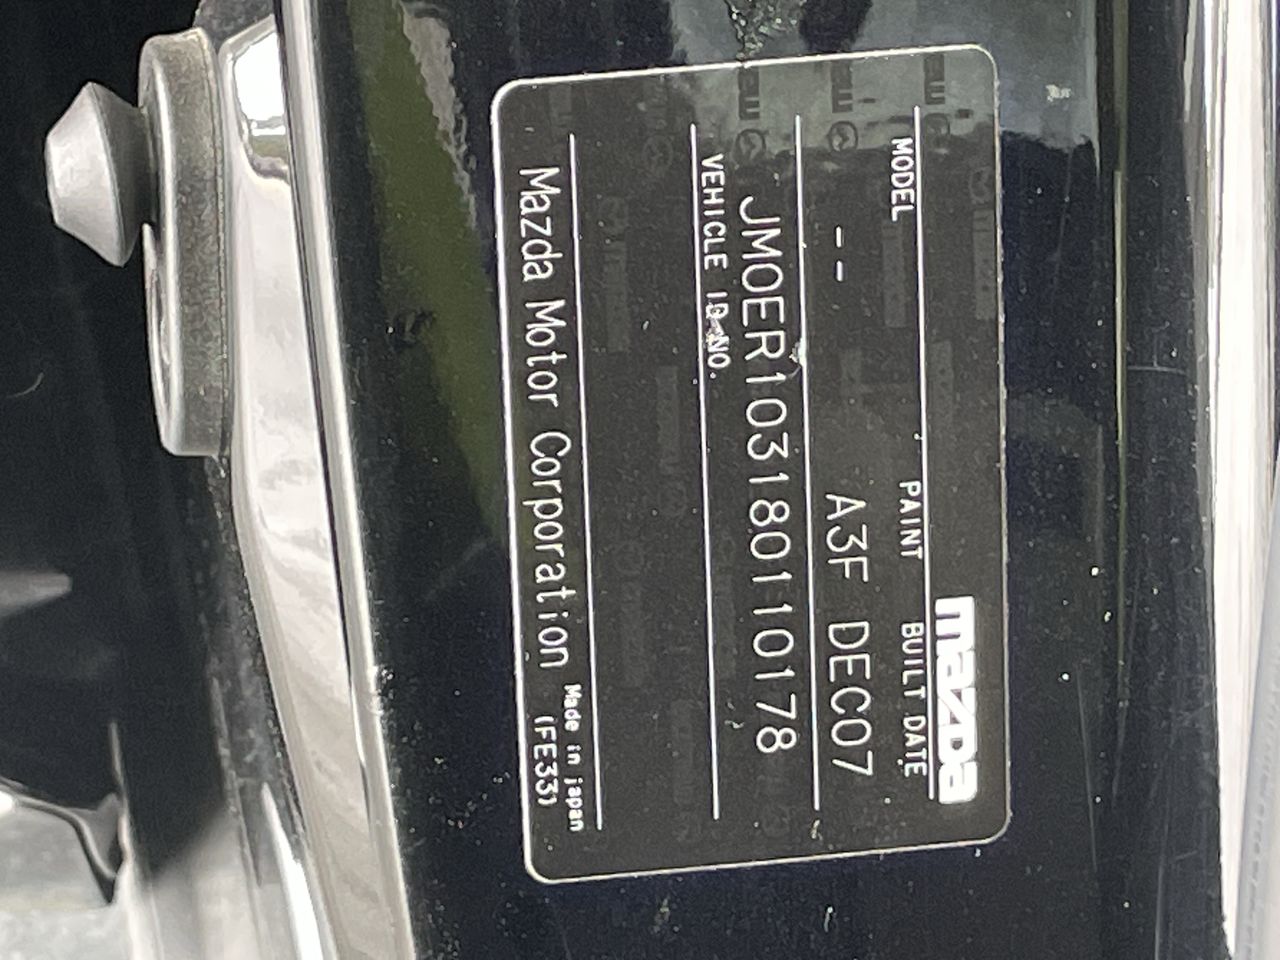 mazda
MODEL PAINT BUILT DATE
-- A3F DEC07
JM0ER103180110178
VEHICLE ID NO.
Made in japan
Mazda Motor Corporation (FE33)